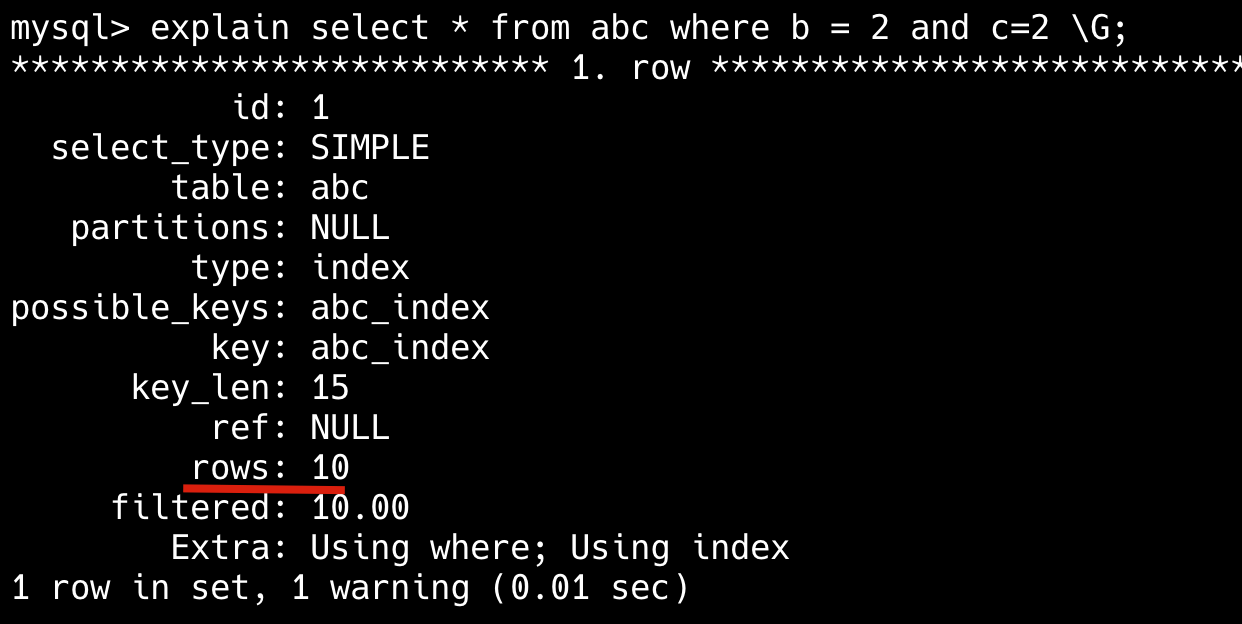 mysql> explain select * from abc where b = 2 and c=2 \G;
*************************** 1. row ***************************
id: 1
select_type: SIMPLE
table: abc
partitions: NULL
type: index
possible_keys: abc_index
key: abc_index
key_len: 15
ref: NULL
rows: 10
filtered: 10.00
Extra: Using where; Using index
1 row in set, 1 warning (0.01 sec)